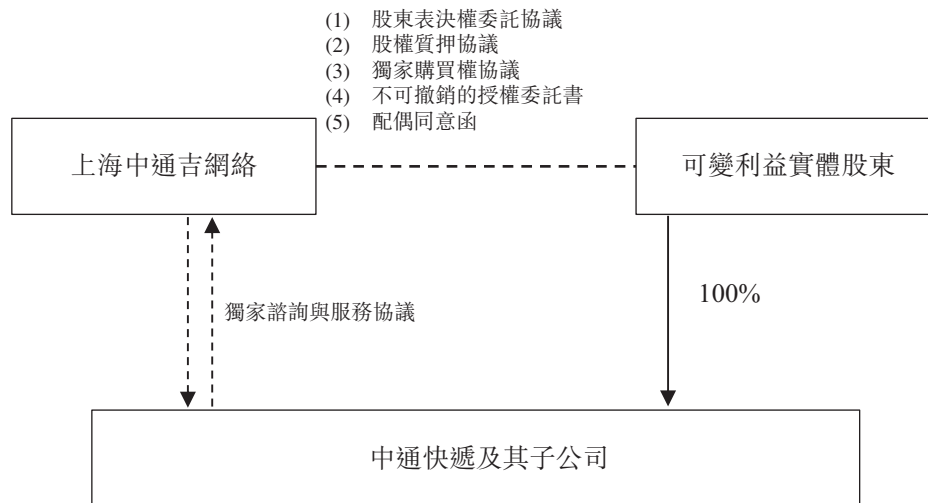 (1) 股東表決權委託協議
(2) 股權質押協議
(3) 獨家購買權協議
(4) 不可撤銷的授權委託書
(5) 配偶同意函
上海中通吉網絡
可變利益實體股東
獨家諮詢與服務協議
100%
中通快遞及其子公司